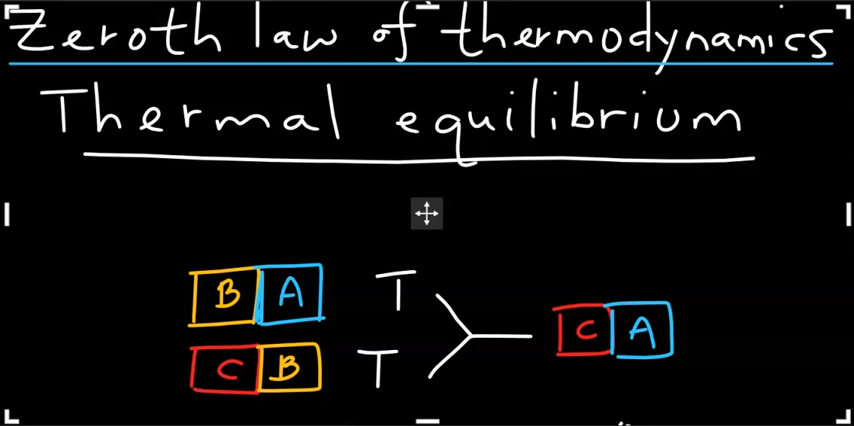 Zeroth law of thermodynamics
Thermal equilibrium
B A T
C A
C B T